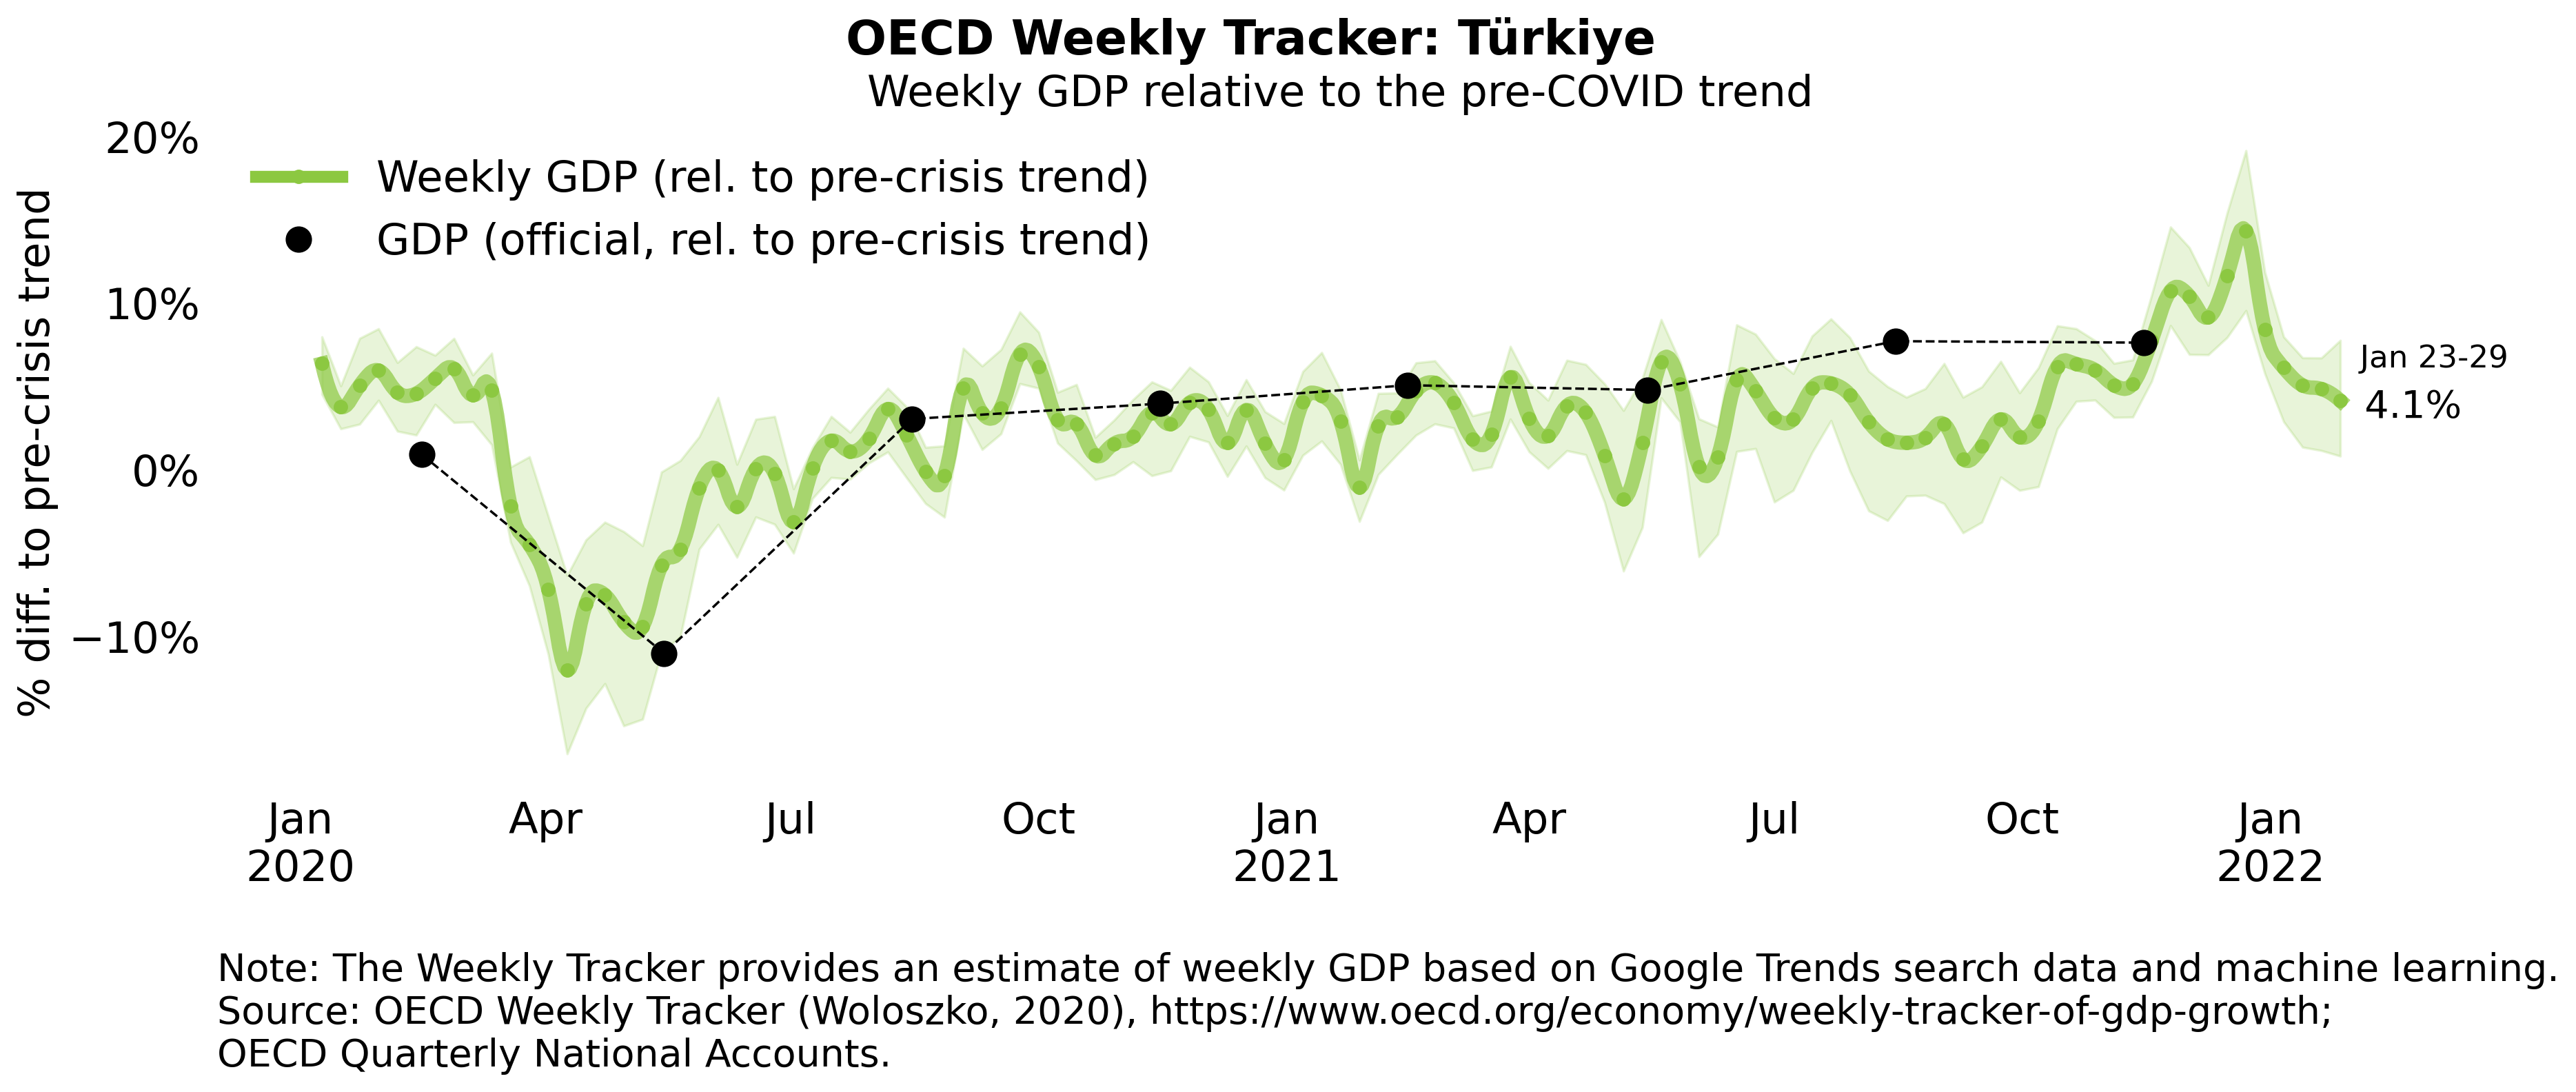 OECD Weekly Tracker: Türkiye
Weekly GDP relative to the pre-COVID trend
% diff. to pre-crisis trend
20%
10%
0%
−10%
Weekly GDP (rel. to pre-crisis trend)
GDP (official, rel. to pre-crisis trend)
Jan 23-29
4.1%
Jan Apr Jul Oct Jan Apr Jul Oct Jan
2020 2021 2022
Note: The Weekly Tracker provides an estimate of weekly GDP based on Google Trends search data and machine learning.
Source: OECD Weekly Tracker (Woloszko, 2020), https://www.oecd.org/economy/weekly-tracker-of-gdp-growth;
OECD Quarterly National Accounts.